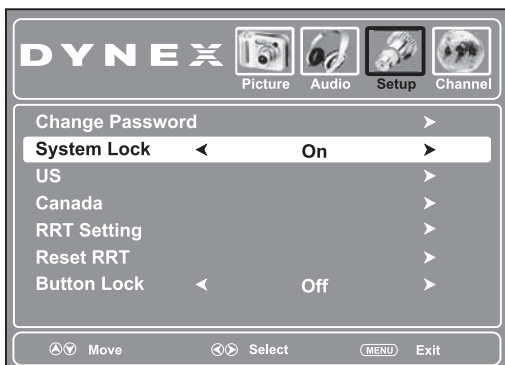 DYNEX
Picture Audio Setup Channel
Change Password
System Lock On
US
Canada
RRT Setting
Reset RRT
Button Lock Off
Move Select MENU Exit